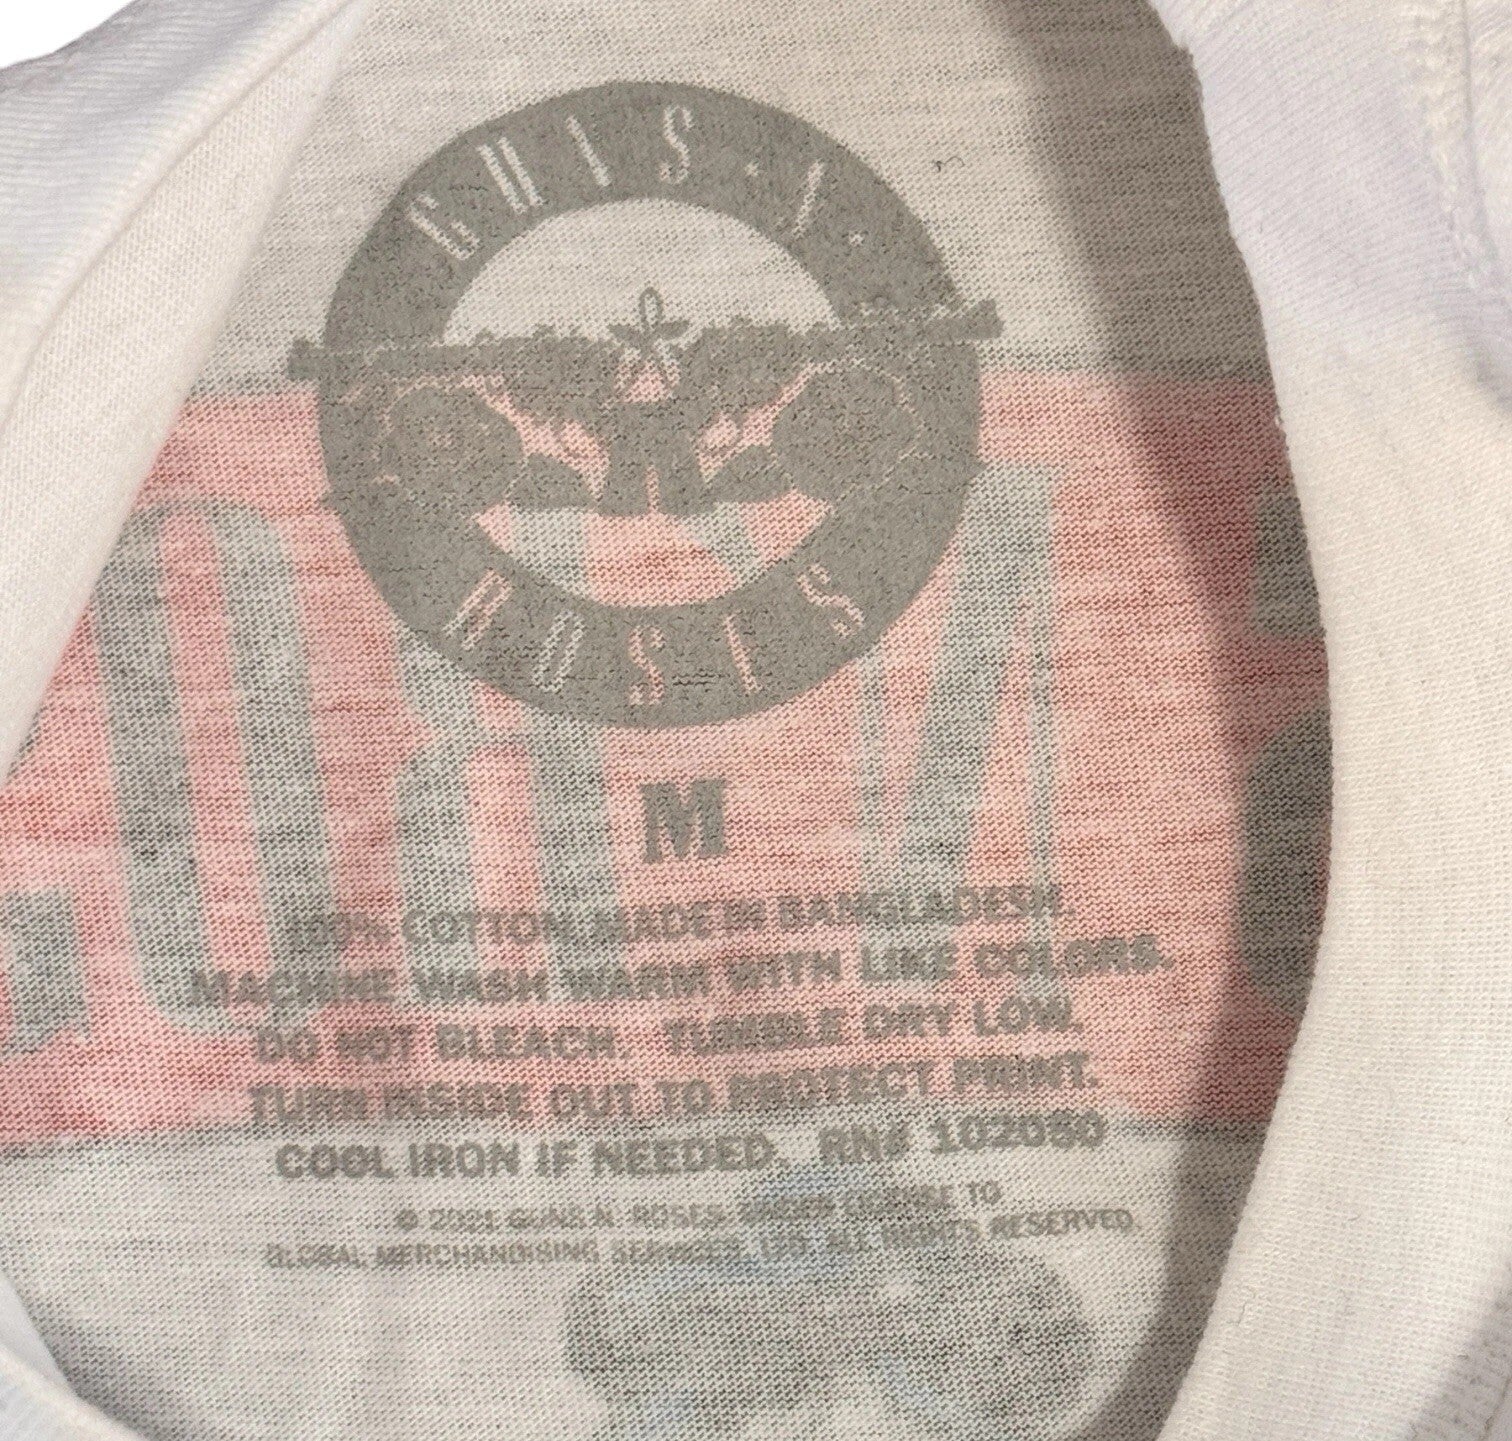 GUNS · N ·
ROSES
M
100% COTTON. MADE IN BANGLADESH.
MACHINE WASH WARM WITH LIKE COLORS.
DO NOT BLEACH. TUMBLE DRY LOW.
TURN INSIDE OUT TO PROTECT PRINT.
COOL IRON IF NEEDED. RN# 102050
© 2021 GUNS N' ROSES. UNDER LICENSE TO
GLOBAL MERCHANDISING SERVICES, LTD. ALL RIGHTS RESERVED.